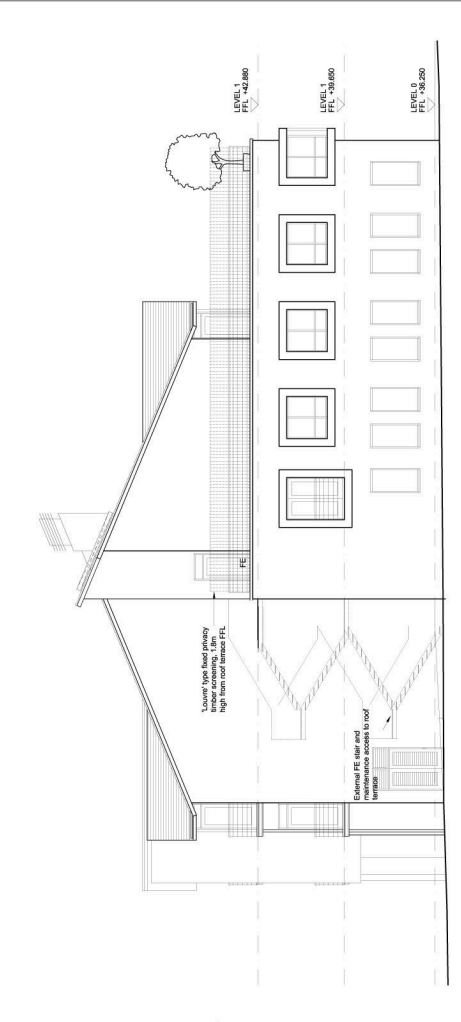 LEVEL 1
FFL +42.880
LEVEL 1
FFL +39.650
LEVEL 0
FFL +36.250
FE
'Louvre' type fixed privacy
timber screening, 1.8m
high from roof terrace FFL
External FE stair and
maintenance access to roof
terrace